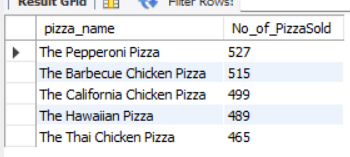 Result Grid Filter Rows:
pizza_name No_of_PizzaSold
The Pepperoni Pizza 527
The Barbecue Chicken Pizza 515
The California Chicken Pizza 499
The Hawaiian Pizza 489
The Thai Chicken Pizza 465